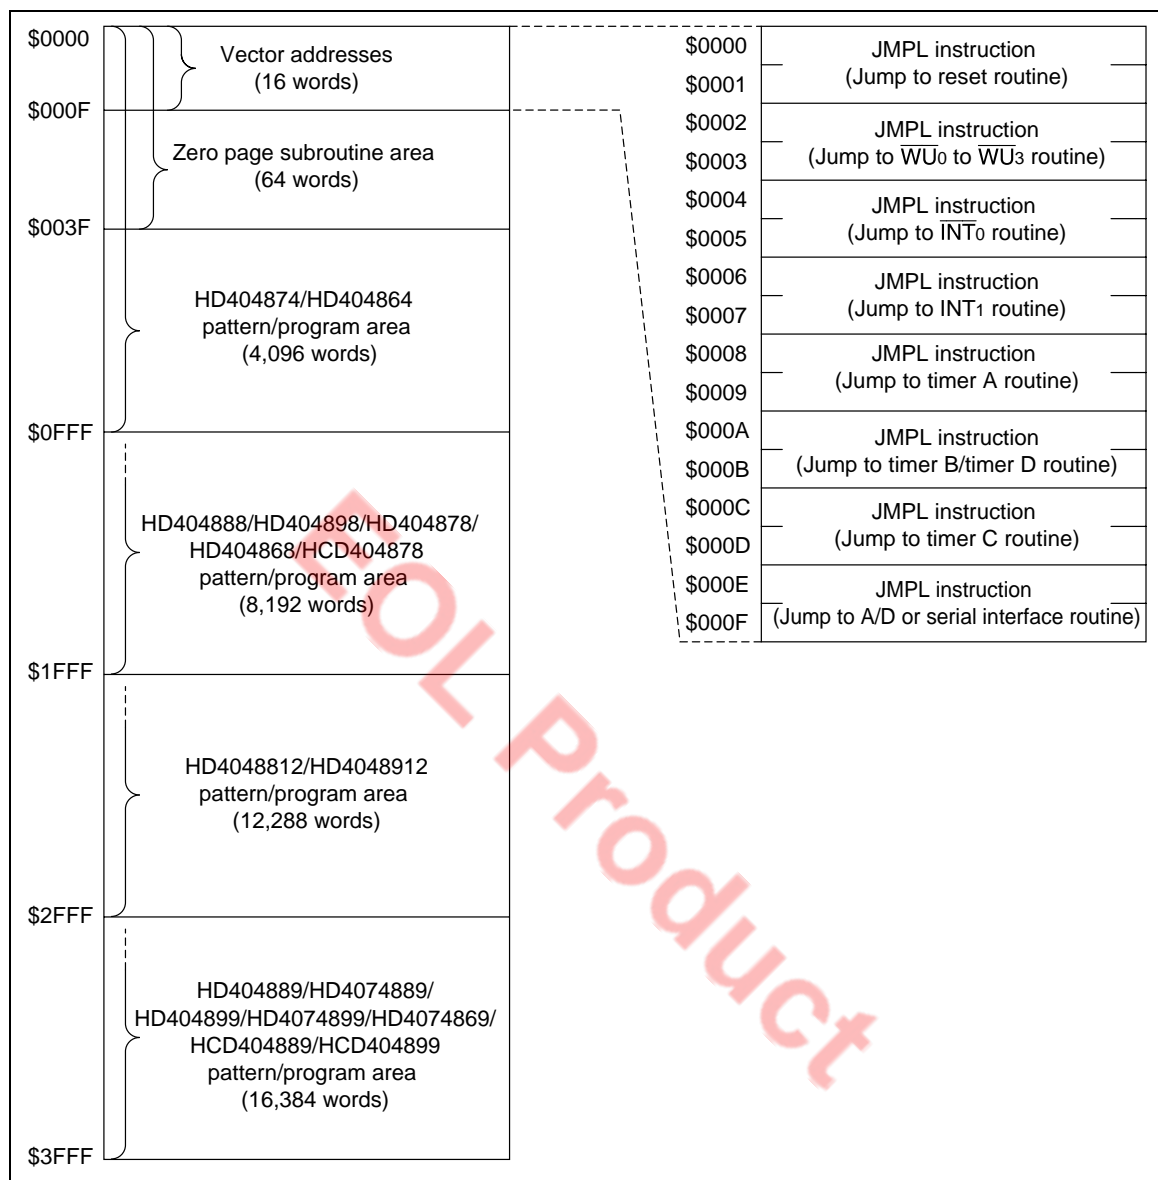 $0000
Vector addresses
(16 words)
$000F
Zero page subroutine area
(64 words)
$003F
HD404874/HD404864
pattern/program area
(4,096 words)
$0FFF
HD404888/HD404898/HD404878/
HD404868/HCD404878
pattern/program area
(8,192 words)
$1FFF
HD4048812/HD4048912
pattern/program area
(12,288 words)
$2FFF
HD404889/HD4074889/
HD404899/HD4074899/HD4074869/
HCD404889/HCD404899
pattern/program area
(16,384 words)
$3FFF
$0000
JMPL instruction
(Jump to reset routine)
$0001
$0002
JMPL instruction
(Jump to W̅U̅0 to W̅U̅3 routine)
$0003
$0004
JMPL instruction
(Jump to I̅N̅T̅0 routine)
$0005
$0006
JMPL instruction
(Jump to INT1 routine)
$0007
$0008
JMPL instruction
(Jump to timer A routine)
$0009
$000A
JMPL instruction
(Jump to timer B/timer D routine)
$000B
$000C
JMPL instruction
(Jump to timer C routine)
$000D
$000E
JMPL instruction
(Jump to A/D or serial interface routine)
$000F
EOL Product